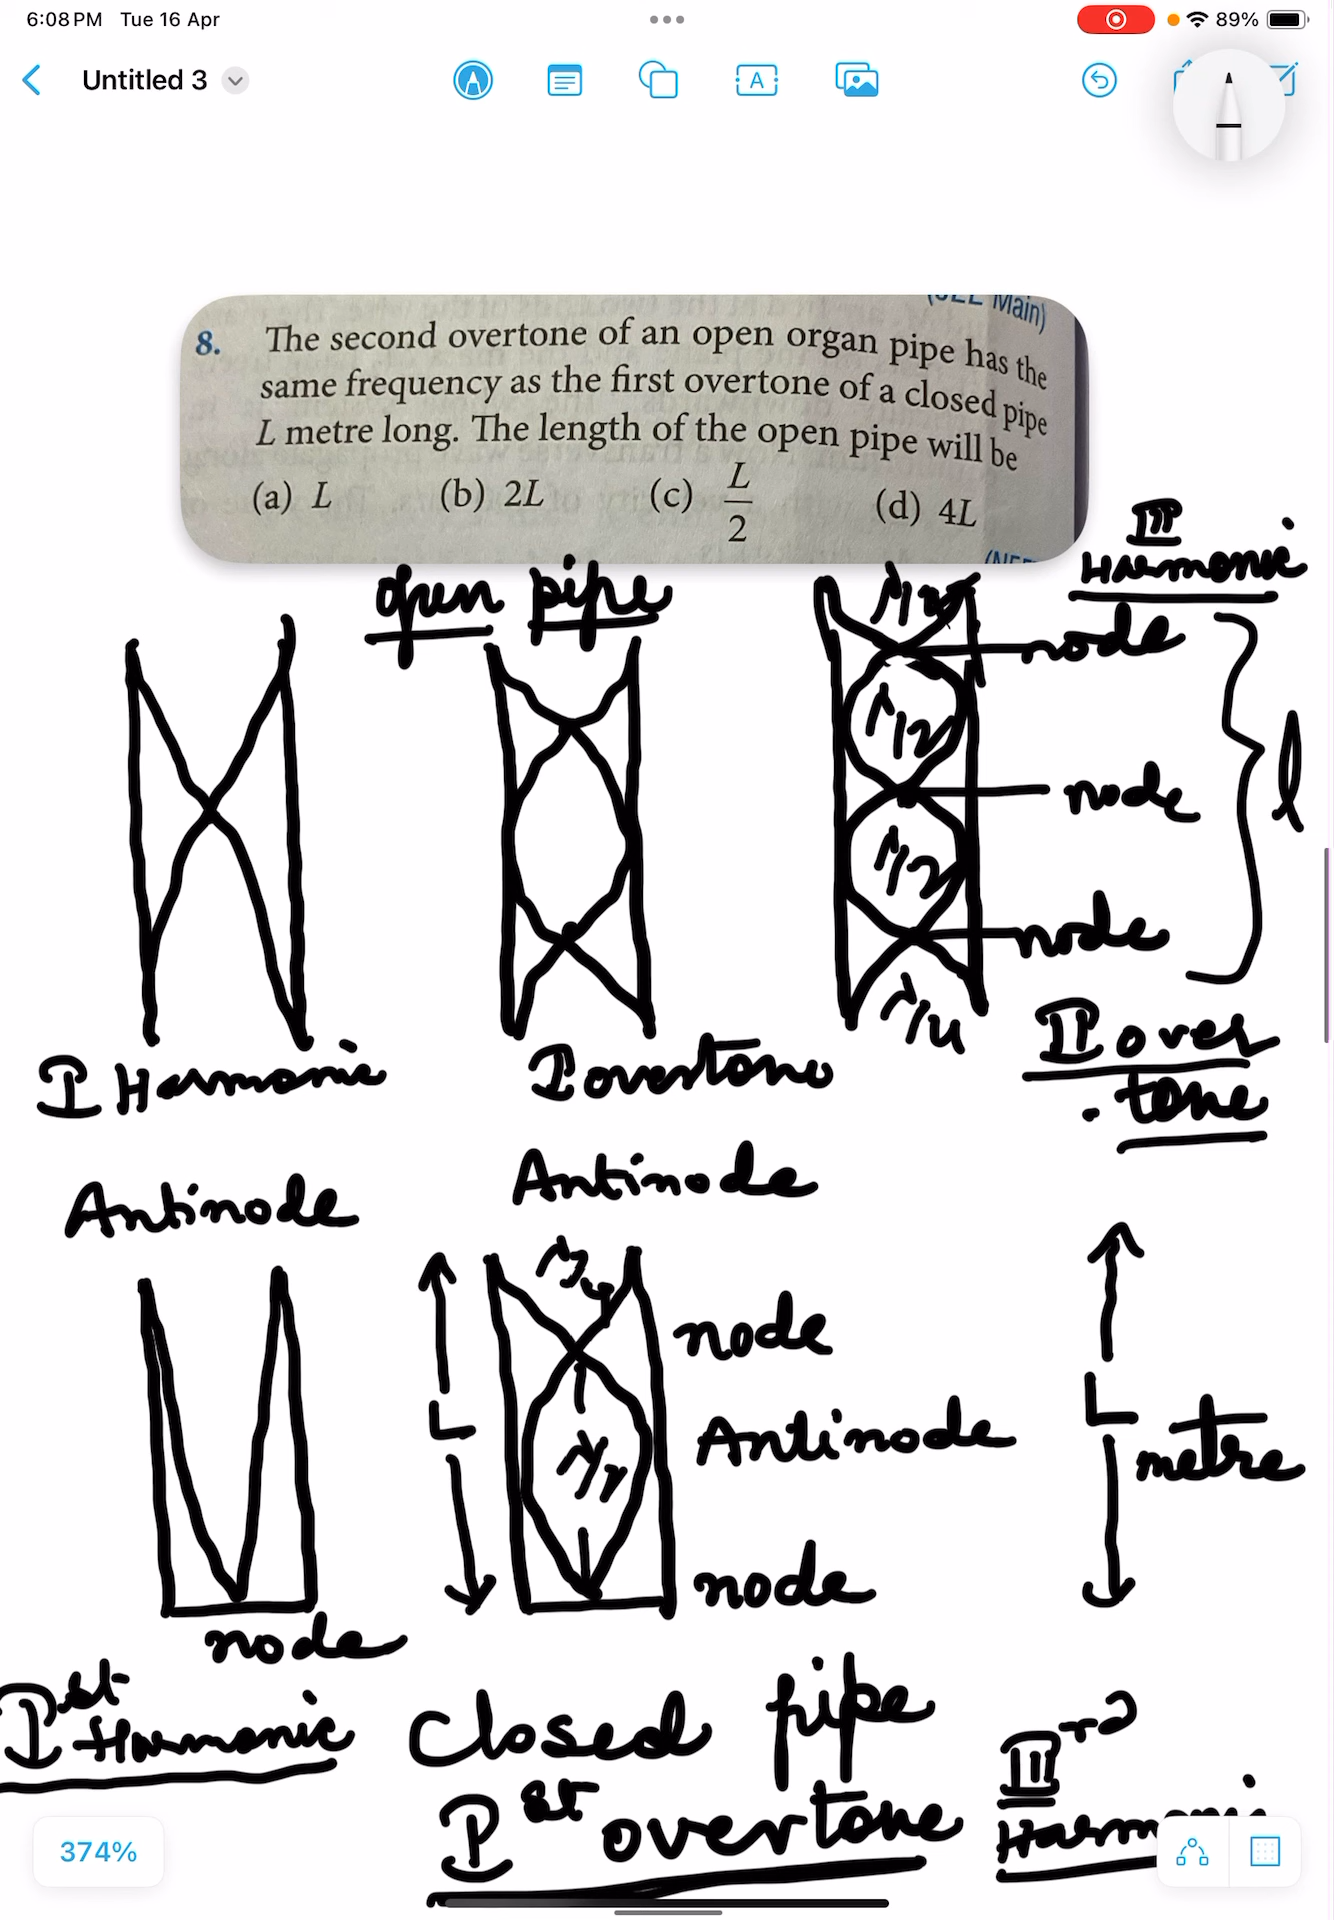 6:08 PM Tue 16 Apr
89%
Untitled 3
A
(JEE Main)
8. The second overtone of an open organ pipe has the
same frequency as the first overtone of a closed pipe
L metre long. The length of the open pipe will be
(a) L (b) 2L (c) L/2 (d) 4L
III
Harmonic
open pipe
node
λ/2
node
l
λ/2
node
λ/4
I Harmonic
I overtone
II over
tone
Antinode
Antinode
λ/4
node
L
Antinode
L
metre
node
node
Ist
Harmonic
Closed pipe
IIIrd
Ist overtone
374%